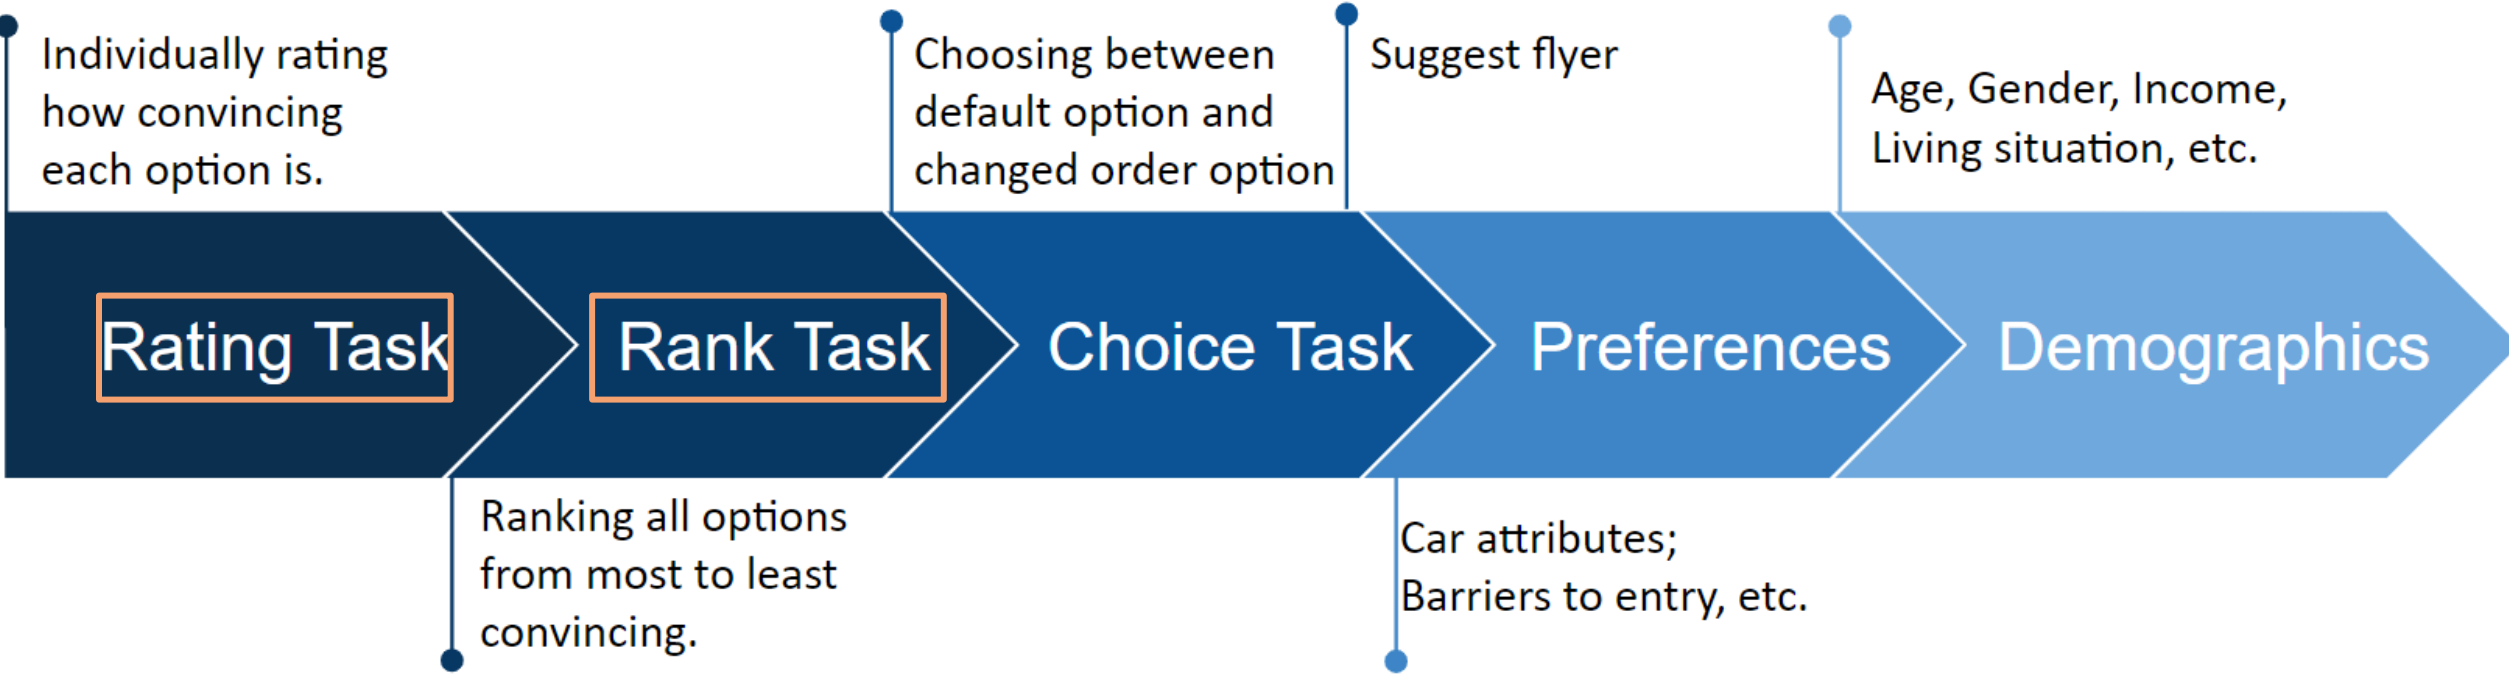 Individually rating
how convincing
each option is.
Choosing between
default option and
changed order option
Suggest flyer
Age, Gender, Income,
Living situation, etc.
Rating Task
Rank Task
Choice Task
Preferences
Demographics
Ranking all options
from most to least
convincing.
Car attributes;
Barriers to entry, etc.